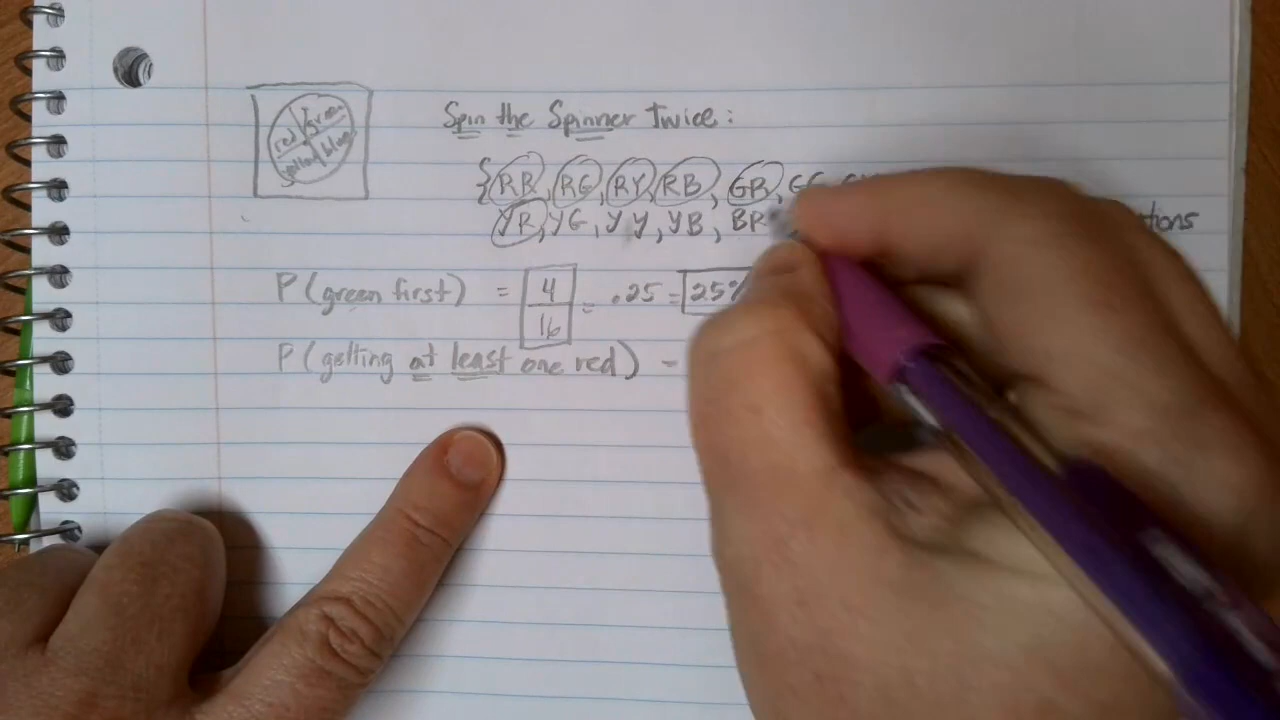 red green
yellow blue
Spin the Spinner Twice:
{RR, RG, RY, RB, GR, GG,
YR, YG, YY, YB, BR
P(green first) = 4/16 = .25 = 25%
P(getting at least one red) =